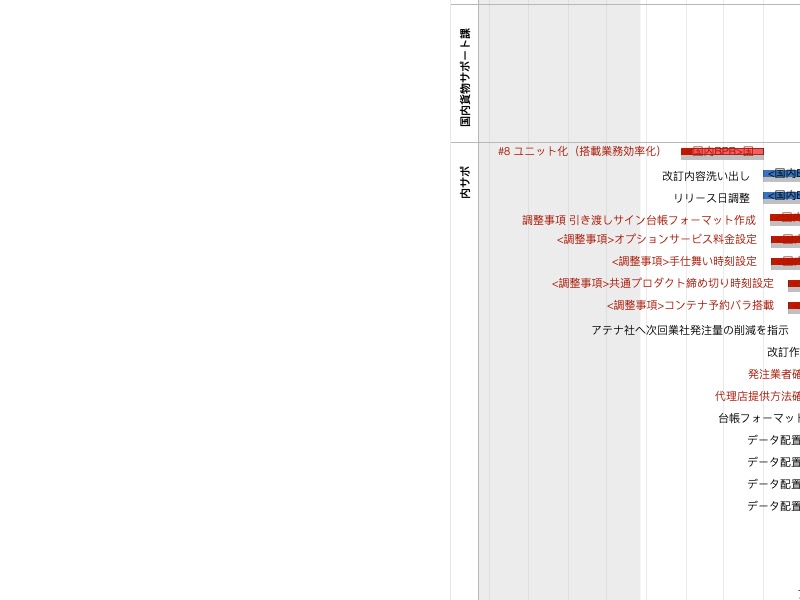 国内貨物サポート課
#8 ユニット化（搭載業務効率化）
国内BPR>国
内サポ
改訂内容洗い出し
<国内B
リリース日調整
<国内B
調整事項 引き渡しサイン台帳フォーマット作成
<調整事項>オプションサービス料金設定
<調整事項>手仕舞い時刻設定
<調整事項>共通プロダクト締め切り時刻設定
<調整事項>コンテナ予約バラ搭載
アテナ社へ次回業社発注量の削減を指示
改訂作
発注業者確
代理店提供方法確
台帳フォーマット
データ配置
データ配置
データ配置
データ配置